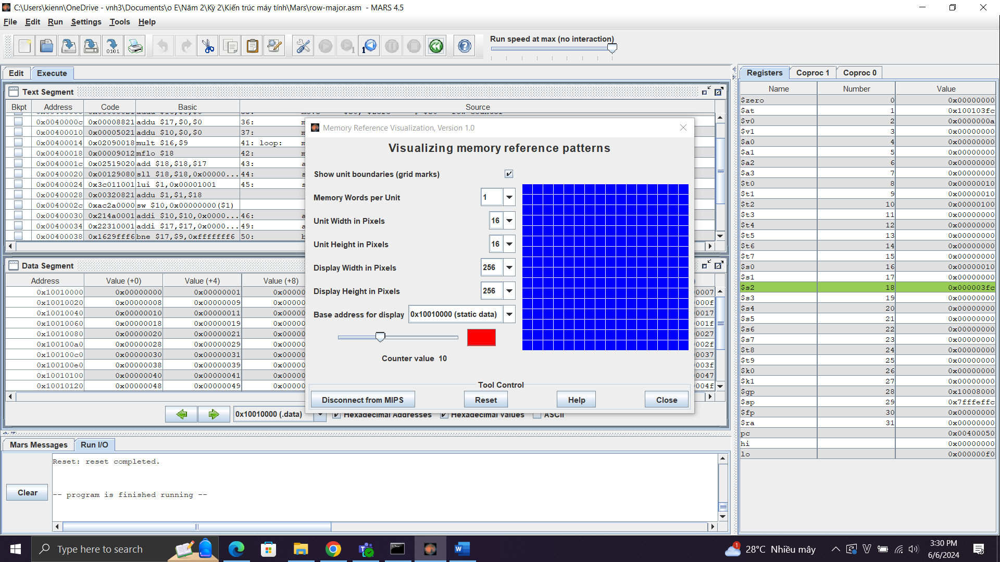 C:\Users\kienn\OneDrive - vnh3\Documents\o E\Năm 2\Kỳ 2\Kiến trúc máy tính\Mars\row-major.asm - MARS 4.5
File Edit Run Settings Tools Help
Run speed at max (no interaction)
Edit Execute
Text Segment
Bkpt Address Code Basic Source
0x0040000c 0x00008821 addu $17,$0,$0 36:
0x00400010 0x00005021 addu $10,$0,$0 37:
0x00400014 0x02090018 mult $16,$9 41: loop:
0x00400018 0x00009012 mflo $18 42:
0x0040001c 0x02519020 add $18,$18,$17 43:
0x00400020 0x00129080 sll $18,$18,0x00000... 44:
0x00400024 0x3c011001 lui $1,0x00001001 45:
0x00400028 0x00320821 addu $1,$1,$18
0x0040002c 0xac2a0000 sw $10,0x00000000($1)
0x00400030 0x214a0001 addi $10,$10,0x0000... 46:
0x00400034 0x22310001 addi $17,$17,0x0000... 49:
0x00400038 0x1629fff6 bne $17,$9,0xfffffff6 50:
Data Segment
Address Value (+0) Value (+4) Value (+8)
0x10010000 0x00000000 0x00000001 0x0000 0007
0x10010020 0x00000008 0x00000009 0x0000 000f
0x10010040 0x00000010 0x00000011 0x0000 0017
0x10010060 0x00000018 0x00000019 0x0000 001f
0x10010080 0x00000020 0x00000021 0x0000 0027
0x100100a0 0x00000028 0x00000029 0x0000 002f
0x100100c0 0x00000030 0x00000031 0x0000 0037
0x100100e0 0x00000038 0x00000039 0x0000 003f
0x10010100 0x00000040 0x00000041 0x0000 0047
0x10010120 0x00000048 0x00000049 0x0000 004f
0x10010000 (.data) Hexadecimal Addresses Hexadecimal Values ASCII
Memory Reference Visualization, Version 1.0
Visualizing memory reference patterns
Show unit boundaries (grid marks)
Memory Words per Unit 1
Unit Width in Pixels 16
Unit Height in Pixels 16
Display Width in Pixels 256
Display Height in Pixels 256
Base address for display 0x10010000 (static data)
Counter value 10
Tool Control
Disconnect from MIPS Reset Help Close
Mars Messages Run I/O
Reset: reset completed.
-- program is finished running --
Clear
Registers Coproc 1 Coproc 0
Name Number Value
$zero 0 0x00000000
$at 1 0x100103fc
$v0 2 0x0000000a
$v1 3 0x00000000
$a0 4 0x00000000
$a1 5 0x00000000
$a2 6 0x00000000
$a3 7 0x00000000
$t0 8 0x00000010
$t1 9 0x00000010
$t2 10 0x00000100
$t3 11 0x00000000
$t4 12 0x00000000
$t5 13 0x00000000
$t6 14 0x00000000
$t7 15 0x00000000
$s0 16 0x00000010
$s1 17 0x00000000
$s2 18 0x000003fc
$s3 19 0x00000000
$s4 20 0x00000000
$s5 21 0x00000000
$s6 22 0x00000000
$s7 23 0x00000000
$t8 24 0x00000000
$t9 25 0x00000000
$k0 26 0x00000000
$k1 27 0x00000000
$gp 28 0x10008000
$sp 29 0x7fffeffc
$fp 30 0x00000000
$ra 31 0x00000000
pc 0x00400050
hi 0x00000000
lo 0x000000f0
Type here to search
28°C Nhiều mây
3:30 PM
6/6/2024